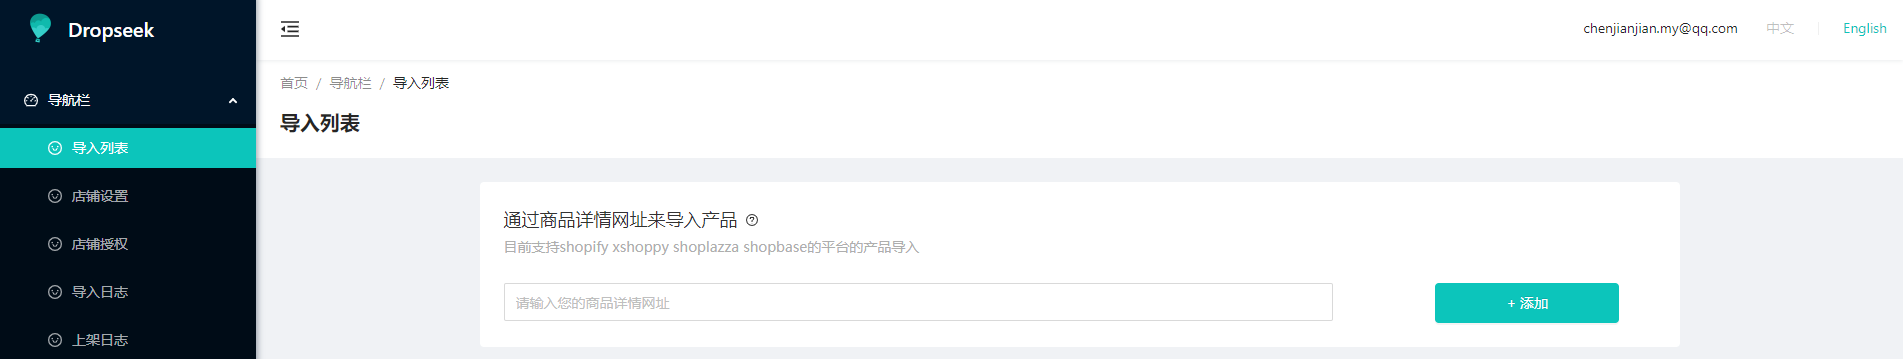 Dropseek
chenjianjian.my@qq.com 中文 English
首页 / 导航栏 / 导入列表
导航栏
导入列表
导入列表
店铺设置
店铺授权
导入日志
上架日志
通过商品详情网址来导入产品
目前支持shopify xshoppy shoplazza shopbase的平台的产品导入
请输入您的商品详情网址
+ 添加